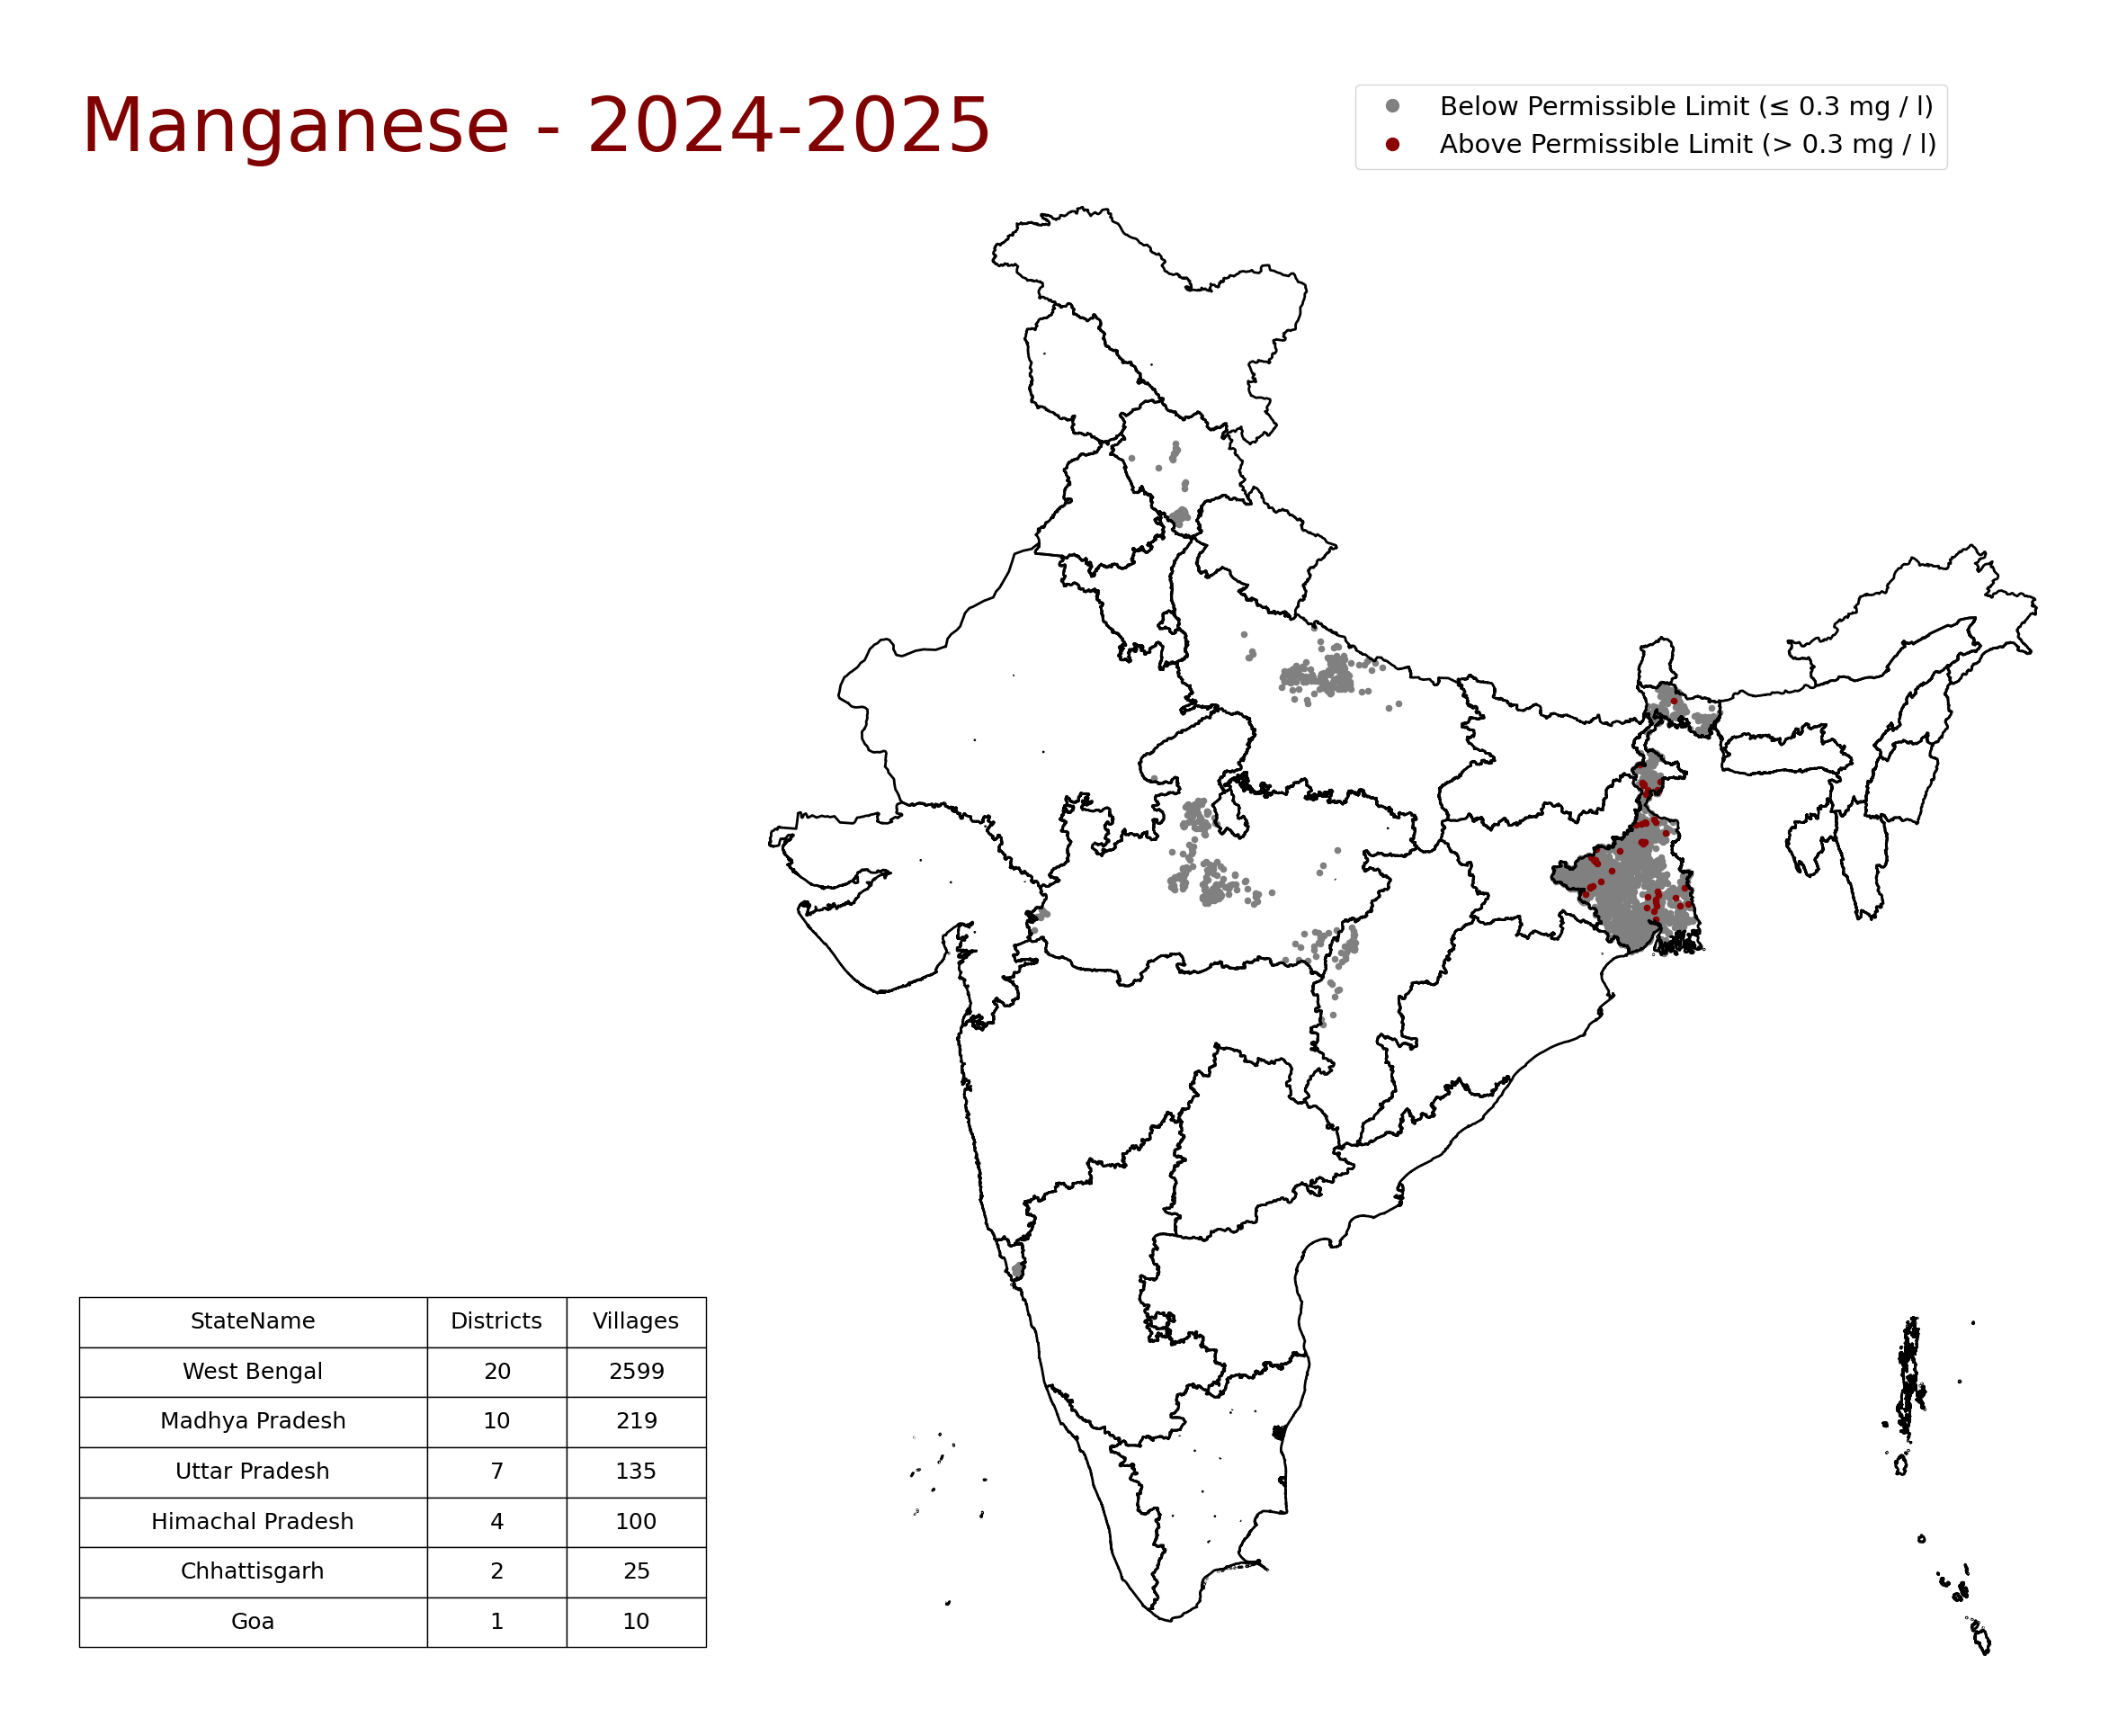 Manganese - 2024-2025
Below Permissible Limit (≤ 0.3 mg / l)
Above Permissible Limit (> 0.3 mg / l)
StateName Districts Villages
West Bengal 20 2599
Madhya Pradesh 10 219
Uttar Pradesh 7 135
Himachal Pradesh 4 100
Chhattisgarh 2 25
Goa 1 10